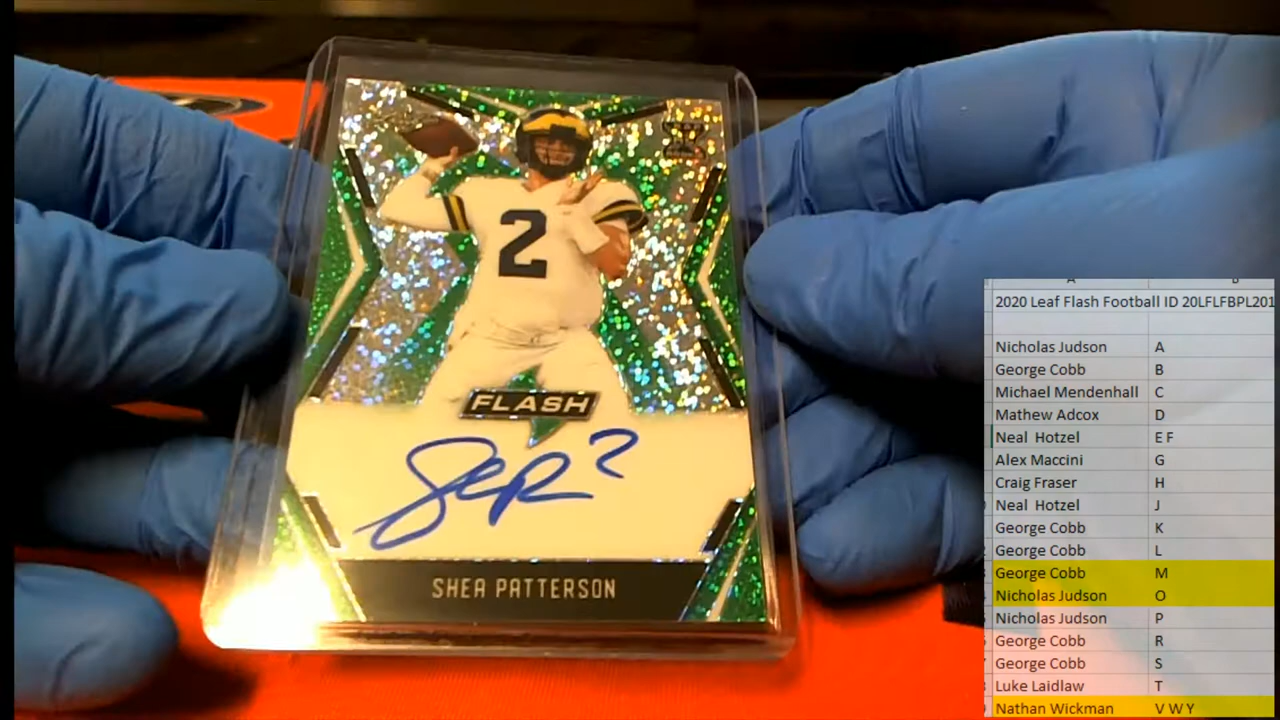 2
FLASH
SHEA PATTERSON
A B
2020 Leaf Flash Football ID 20LFLFBPL201
Nicholas Judson A
George Cobb B
Michael Mendenhall C
Mathew Adcox D
Neal Hotzel E F
Alex Maccini G
Craig Fraser H
Neal Hotzel J
George Cobb K
George Cobb L
George Cobb M
Nicholas Judson O
Nicholas Judson P
George Cobb R
George Cobb S
Luke Laidlaw T
Nathan Wickman V W Y